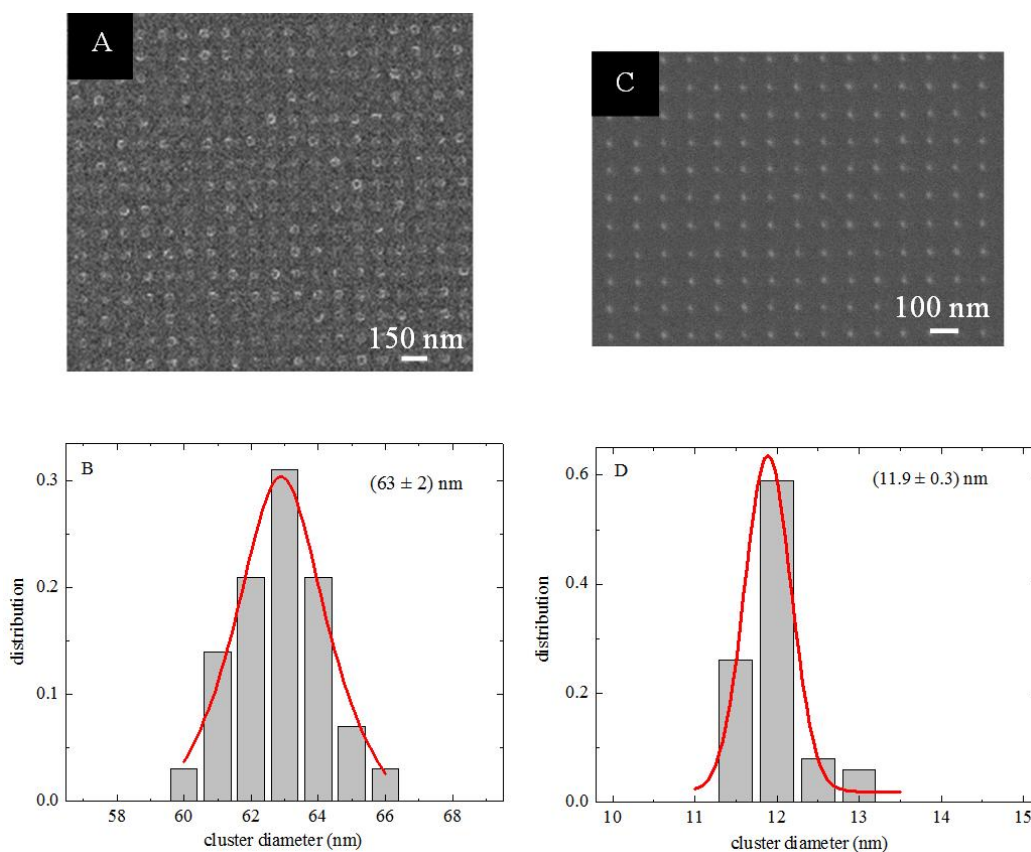 A
150 nm
C
100 nm
B
(63 ± 2) nm
distribution
0.3
0.2
0.1
0.0
58 60 62 64 66 68
cluster diameter (nm)
D
(11.9 ± 0.3) nm
distribution
0.6
0.4
0.2
0.0
10 11 12 13 14 15
cluster diameter (nm)